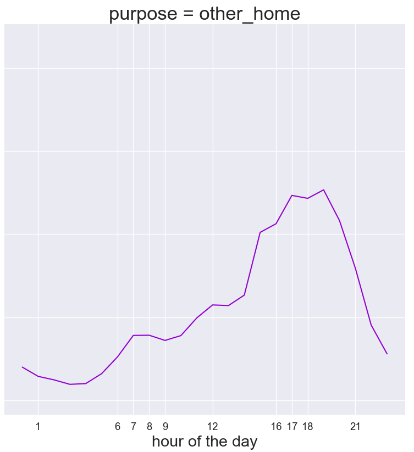 purpose = other_home
1 6 7 8 9 12 16 17 18 21
hour of the day